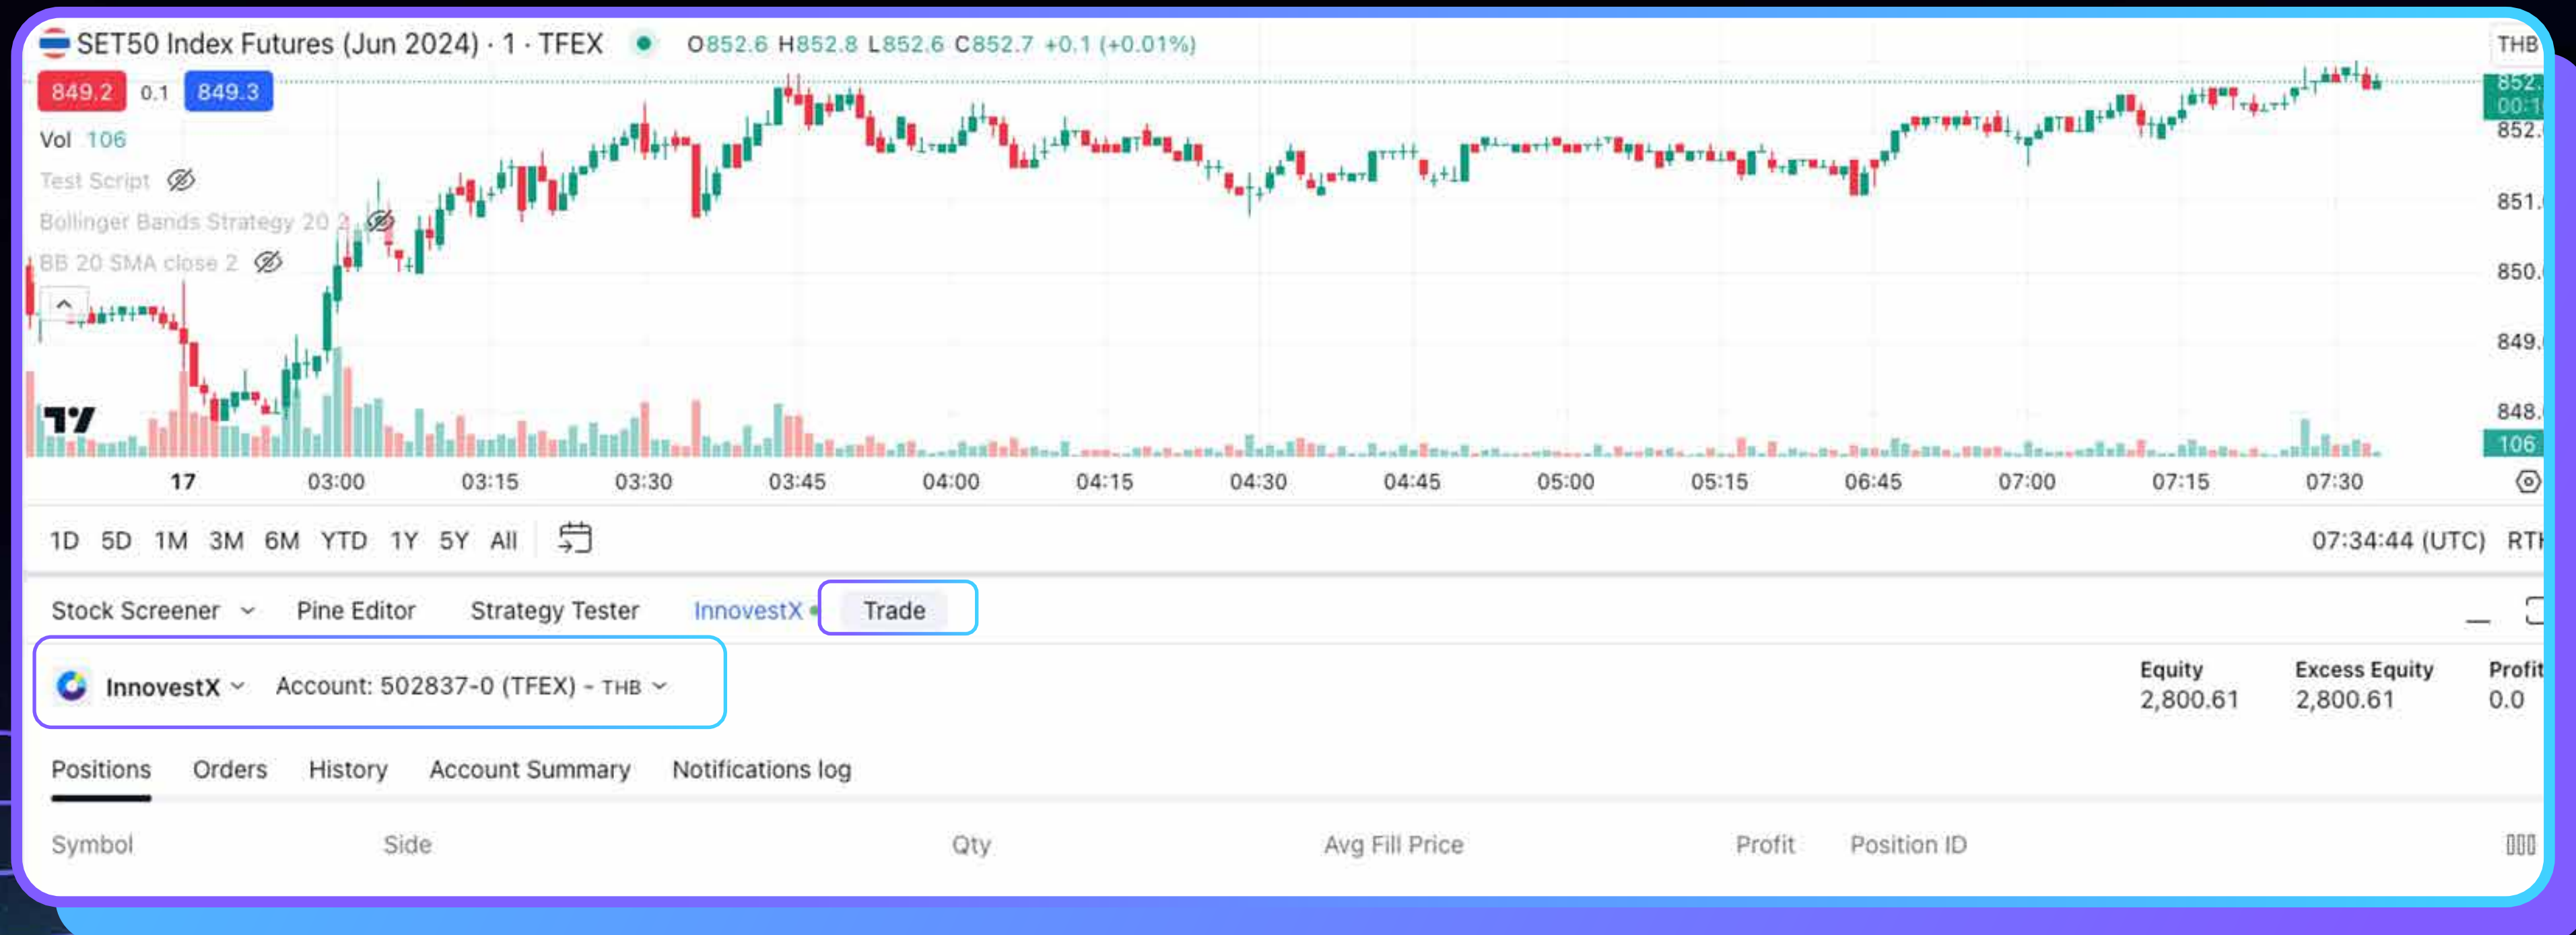 SET50 Index Futures (Jun 2024) · 1 · TFEX O852.6 H852.8 L852.6 C852.7 +0.1 (+0.01%) THB
849.2 0.1 849.3
852.
00:1
Vol 106
852.
Test Script
851.
Bollinger Bands Strategy 20 2
BB 20 SMA close 2
850.
849.
848.
106
17 03:00 03:15 03:30 03:45 04:00 04:15 04:30 04:45 05:00 05:15 06:45 07:00 07:15 07:30
1D 5D 1M 3M 6M YTD 1Y 5Y All 07:34:44 (UTC) RTH
Stock Screener Pine Editor Strategy Tester InnovestX Trade
InnovestX Account: 502837-0 (TFEX) - THB
Equity Excess Equity Profit
2,800.61 2,800.61 0.0
Positions Orders History Account Summary Notifications log
Symbol Side Qty Avg Fill Price Profit Position ID